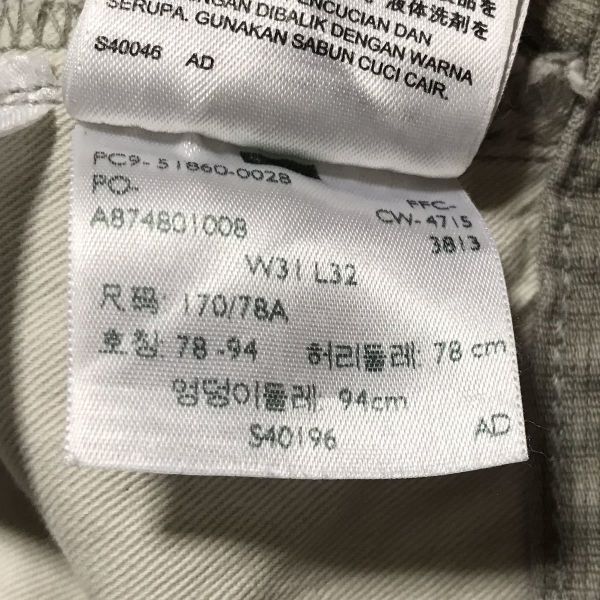 液体洗剤を
PENCUCIAN DAN
DIBALIK DENGAN WARNA
SERUPA. GUNAKAN SABUN CUCI CAIR.
S40046 AD
PC9- 51860-0028
PO-
A874801008
FFC-
CW-4715
3813
W31 L32
尺码: 170/78A
호칭: 78 -94 허리둘레: 78 cm
엉덩이둘레: 94cm
S40196
AD